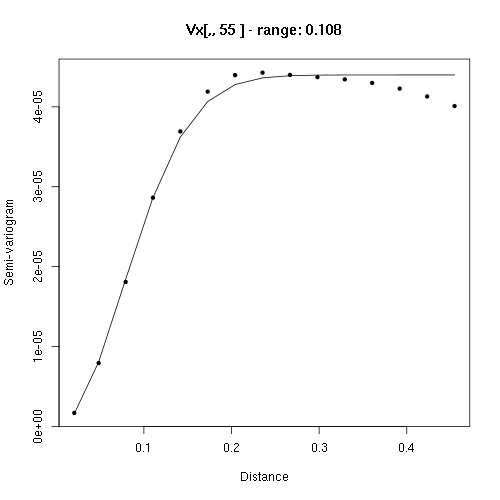 Vx[,, 55 ] - range: 0.108
Semi-variogram
4e-05
3e-05
2e-05
1e-05
0e+00
0.1 0.2 0.3 0.4
Distance